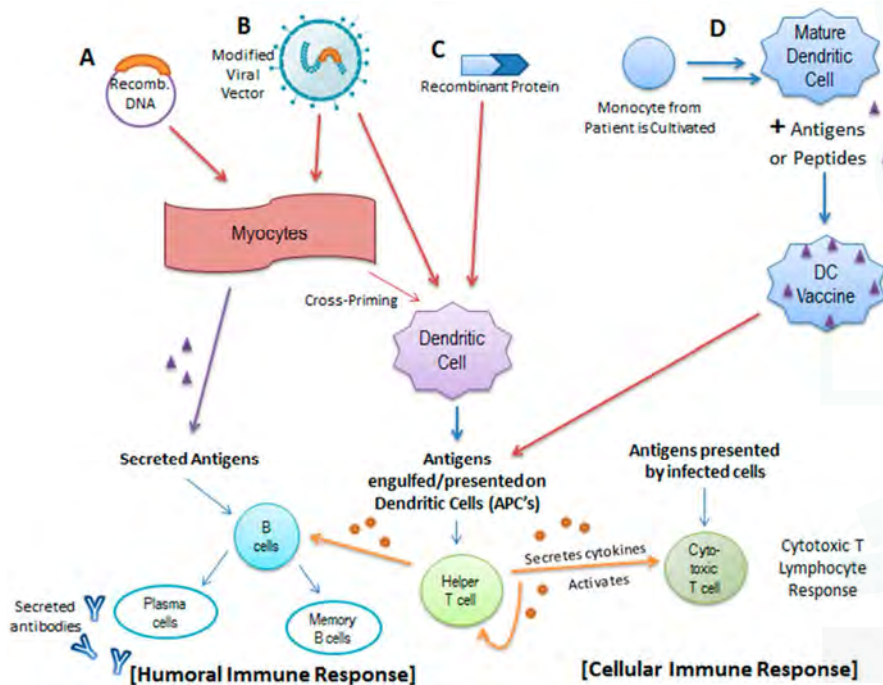 A
Recomb.
DNA
B
Modified
Viral
Vector
C
Recombinant Protein
D
Monocyte from
Patient is Cultivated
Mature
Dendritic
Cell
+ Antigens
or Peptides
Myocytes
Cross-Priming
Dendritic
Cell
DC
Vaccine
Secreted Antigens
Antigens
engulfed/presented on
Dendritic Cells (APC's)
Antigens presented
by infected cells
B
cells
Helper
T cell
Secretes cytokines
Activates
Cyto-
toxic
T cell
Cytotoxic T
Lymphocyte
Response
Secreted
antibodies
Plasma
cells
Memory
B cells
[Humoral Immune Response]
[Cellular Immune Response]